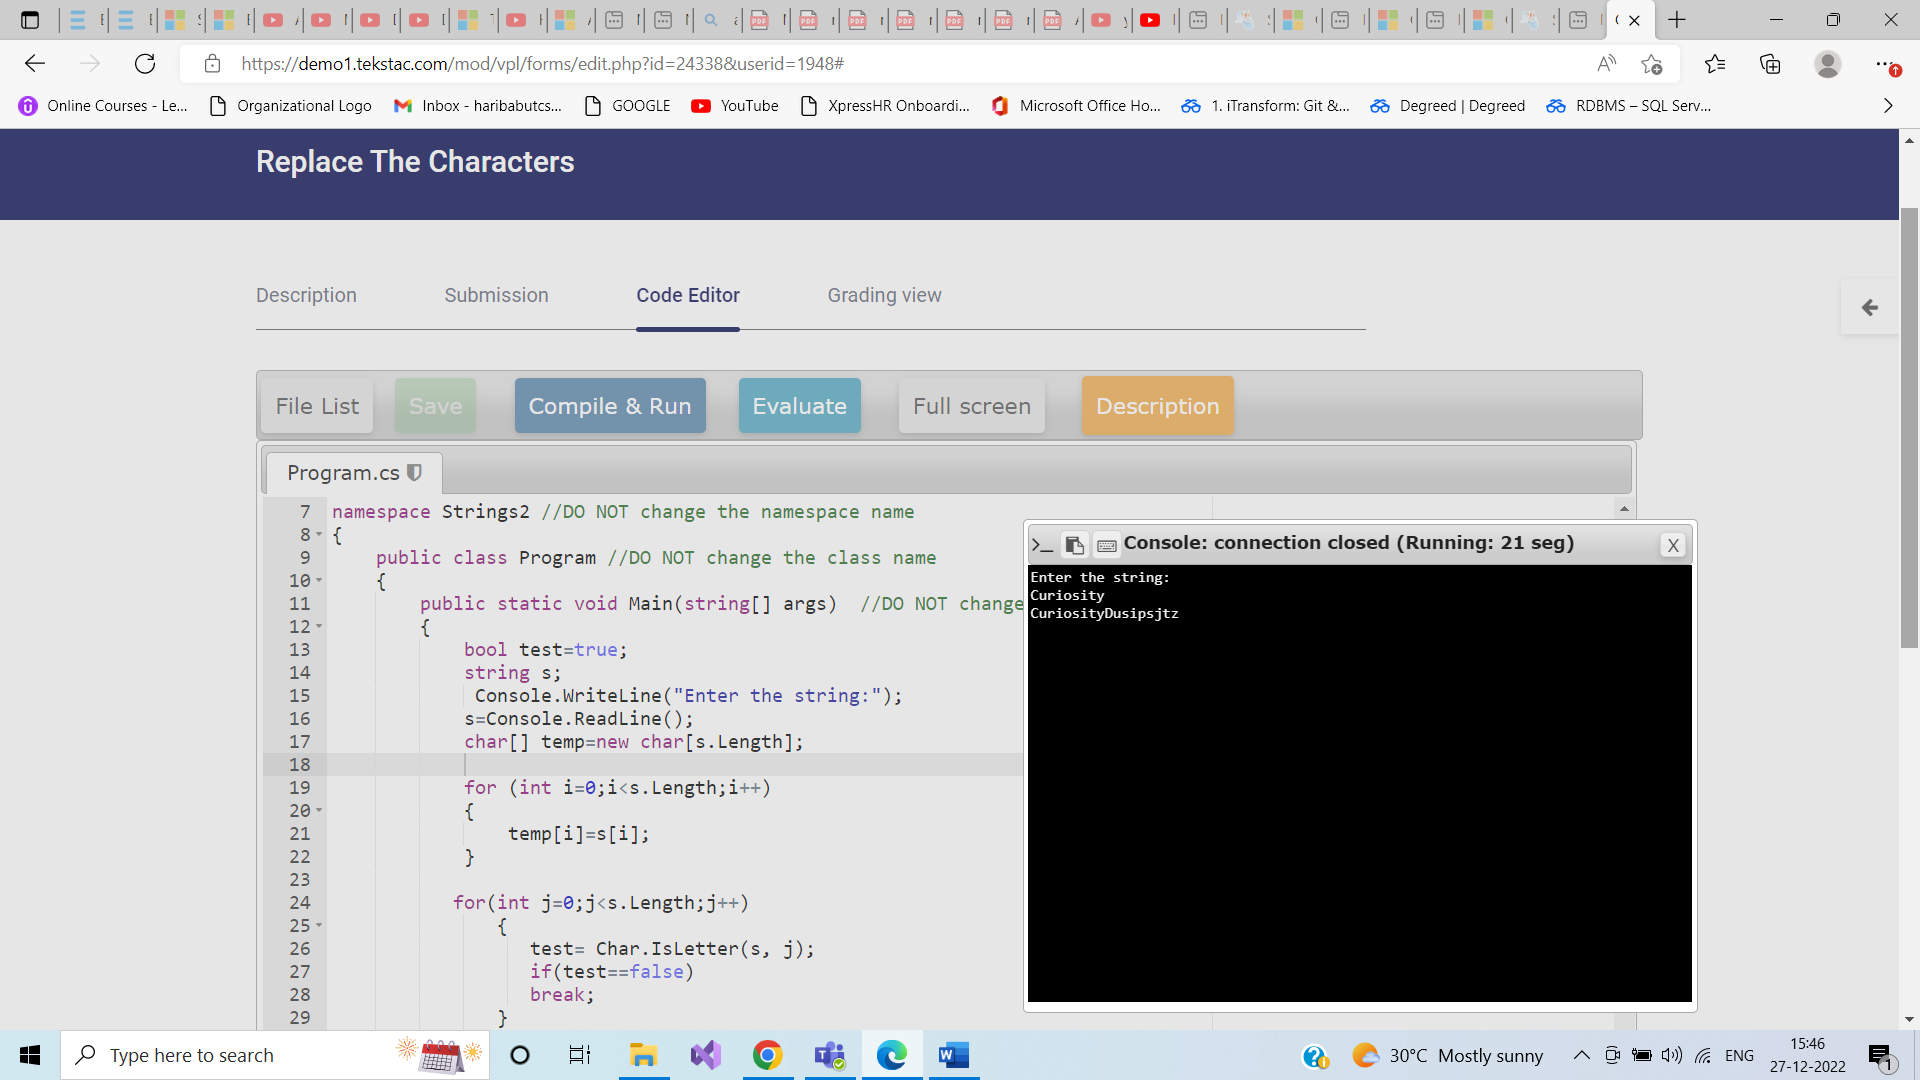 https://demo1.tekstac.com/mod/vpl/forms/edit.php?id=24338&userid=1948#
Online Courses - Le...
Organizational Logo
Inbox - haribabutcs...
GOOGLE
YouTube
XpressHR Onboardi...
Microsoft Office Ho...
1. iTransform: Git &...
Degreed | Degreed
RDBMS – SQL Serv...
Replace The Characters
Description
Submission
Code Editor
Grading view
File List
Save
Compile & Run
Evaluate
Full screen
Description
Program.cs
7 namespace Strings2 //DO NOT change the namespace name
8 {
9 public class Program //DO NOT change the class name
10 {
11 public static void Main(string[] args) //DO NOT change
12 {
13 bool test=true;
14 string s;
15 Console.WriteLine("Enter the string:");
16 s=Console.ReadLine();
17 char[] temp=new char[s.Length];
18
19 for (int i=0;i<s.Length;i++)
20 {
21 temp[i]=s[i];
22 }
23
24 for(int j=0;j<s.Length;j++)
25 {
26 test= Char.IsLetter(s, j);
27 if(test==false)
28 break;
29 }
Console: connection closed (Running: 21 seg)
X
Enter the string:
Curiosity
CuriosityDusipsjtz
Type here to search
30°C Mostly sunny
ENG
15:46
27-12-2022
1